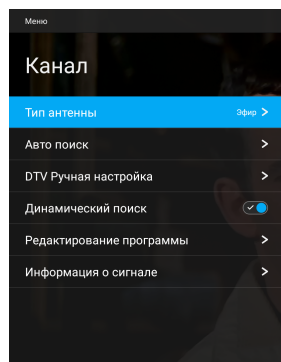 Меню
Канал
Тип антенны Эфир
Авто поиск
DTV Ручная настройка
Динамический поиск
Редактирование программы
Информация о сигнале